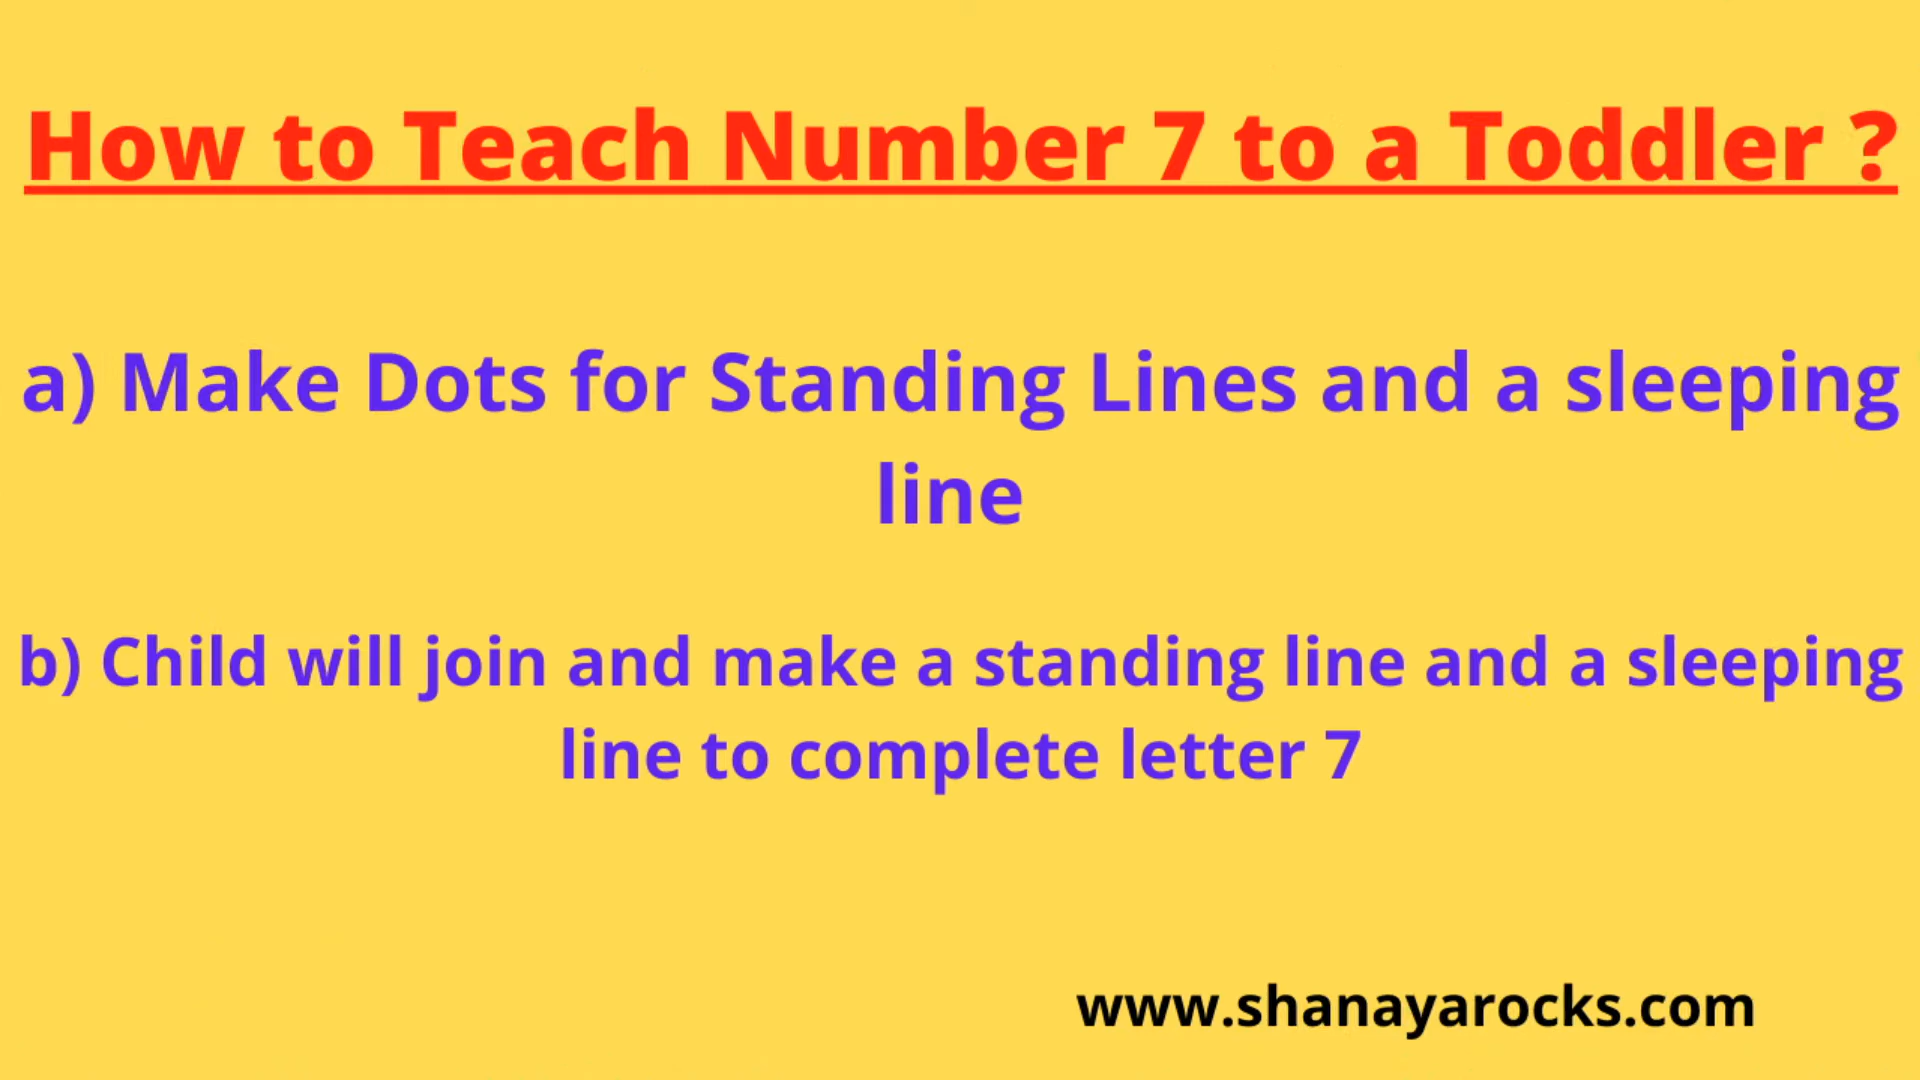 How to Teach Number 7 to a Toddler ?
a) Make Dots for Standing Lines and a sleeping
line
b) Child will join and make a standing line and a sleeping
line to complete letter 7
www.shanayarocks.com